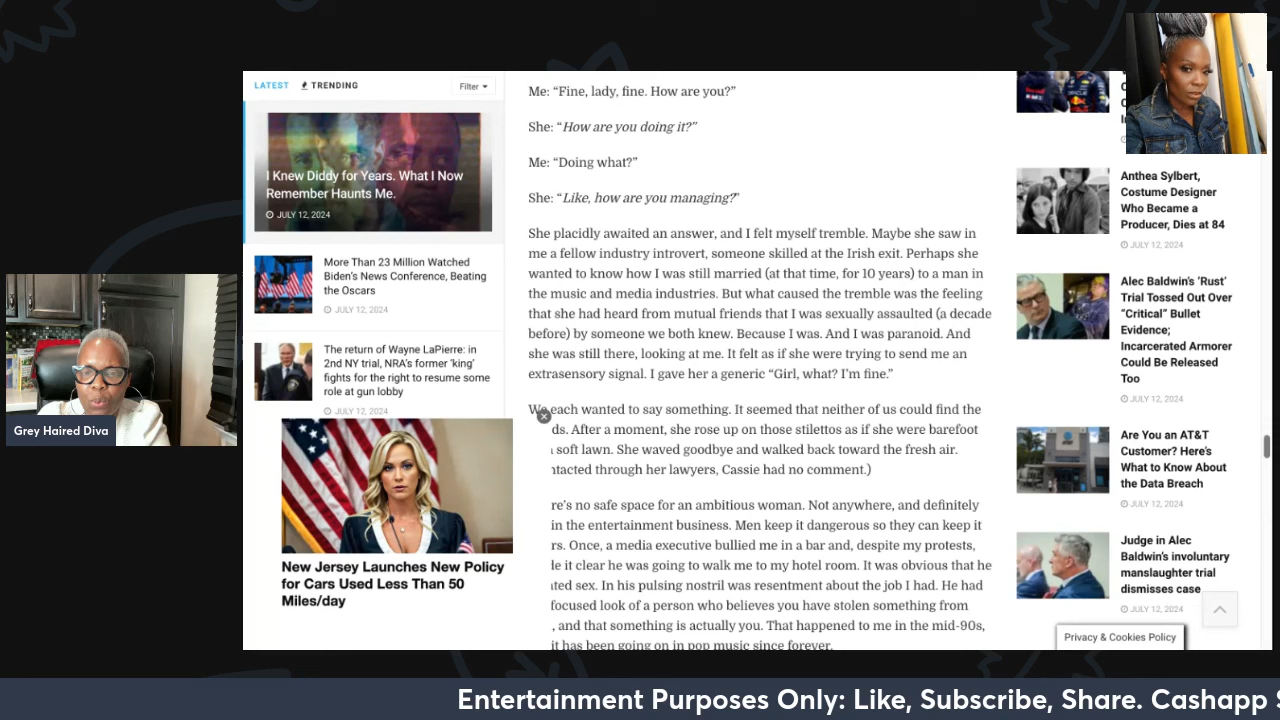 LATEST
TRENDING
Filter
I Knew Diddy for Years. What I Now
Remember Haunts Me.
JULY 12, 2024
More Than 23 Million Watched
Biden's News Conference, Beating
the Oscars
JULY 12, 2024
The return of Wayne LaPierre: in
2nd NY trial, NRA's former 'king'
fights for the right to resume some
role at gun lobby
JULY 12, 2024
New Jersey Launches New Policy
for Cars Used Less Than 50
Miles/day
Grey Haired Diva
Me: “Fine, lady, fine. How are you?”
She: “How are you doing it?”
Me: “Doing what?”
She: “Like, how are you managing?”
She placidly awaited an answer, and I felt myself tremble. Maybe she saw in
me a fellow industry introvert, someone skilled at the Irish exit. Perhaps she
wanted to know how I was still married (at that time, for 10 years) to a man in
the music and media industries. But what caused the tremble was the feeling
that she had heard from mutual friends that I was sexually assaulted (a decade
before) by someone we both knew. Because I was. And I was paranoid. And
she was still there, looking at me. It felt as if she were trying to send me an
extrasensory signal. I gave her a generic “Girl, what? I’m fine.”
We each wanted to say something. It seemed that neither of us could find the
ds. After a moment, she rose up on those stilettos as if she were barefoot
soft lawn. She waved goodbye and walked back toward the fresh air.
ntacted through her lawyers, Cassie had no comment.)
re’s no safe space for an ambitious woman. Not anywhere, and definitely
in the entertainment business. Men keep it dangerous so they can keep it
rs. Once, a media executive bullied me in a bar and, despite my protests,
le it clear he was going to walk me to my hotel room. It was obvious that he
ted sex. In his pulsing nostril was resentment about the job I had. He had
focused look of a person who believes you have stolen something from
, and that something is actually you. That happened to me in the mid-90s,
it has been going on in pop music since forever.
Anthea Sylbert,
Costume Designer
Who Became a
Producer, Dies at 84
JULY 12, 2024
Alec Baldwin's 'Rust'
Trial Tossed Out Over
“Critical” Bullet
Evidence;
Incarcerated Armorer
Could Be Released
Too
JULY 12, 2024
Are You an AT&T
Customer? Here's
What to Know About
the Data Breach
JULY 12, 2024
Judge in Alec
Baldwin's involuntary
manslaughter trial
dismisses case
JULY 12, 2024
Privacy & Cookies Policy
Entertainment Purposes Only: Like, Subscribe, Share. Cashapp